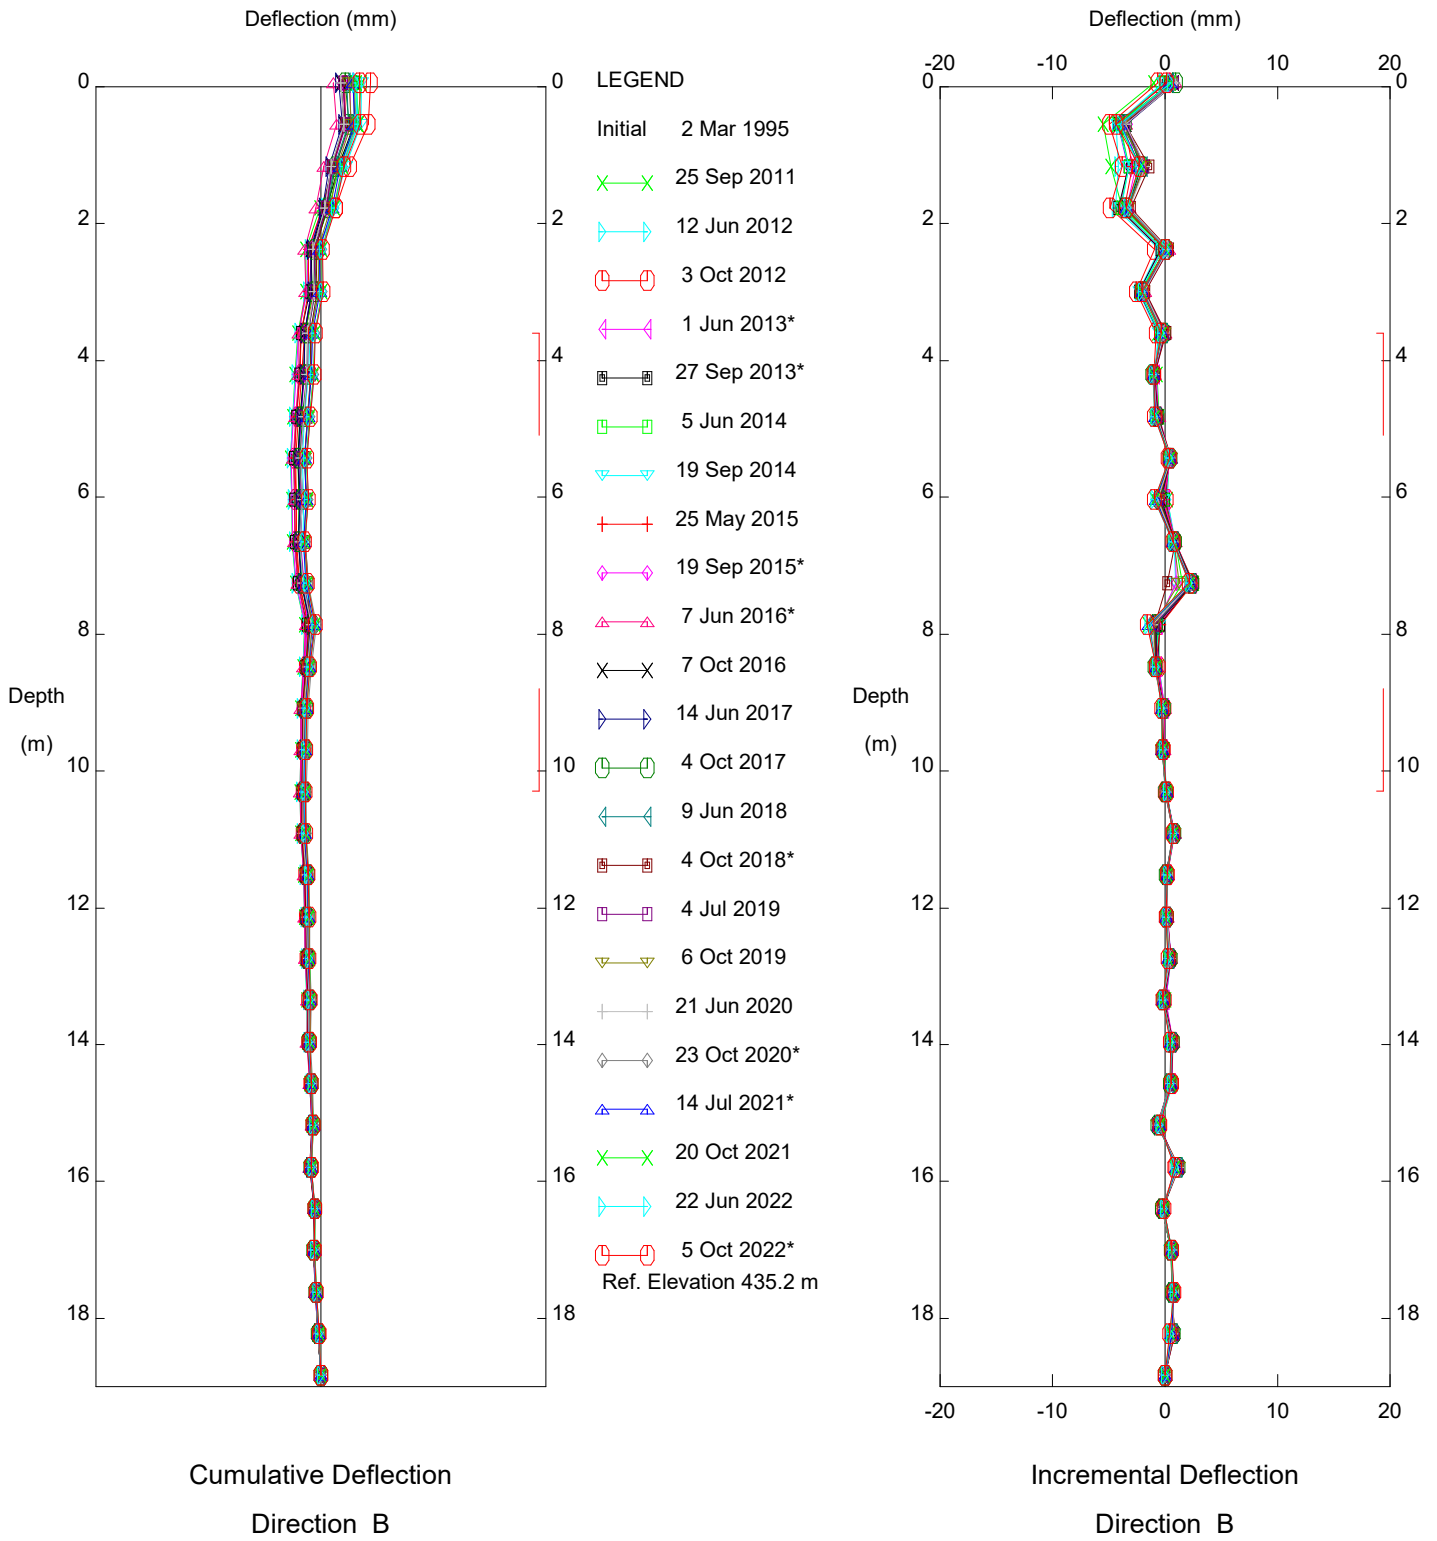 Deflection (mm)
0
0
2
2
4
4
6
6
8
8
Depth
(m)
10
10
12
12
14
14
16
16
18
18
Cumulative Deflection
Direction B
LEGEND
Initial 2 Mar 1995
25 Sep 2011
12 Jun 2012
3 Oct 2012
1 Jun 2013*
27 Sep 2013*
5 Jun 2014
19 Sep 2014
25 May 2015
19 Sep 2015*
7 Jun 2016*
7 Oct 2016
14 Jun 2017
4 Oct 2017
9 Jun 2018
4 Oct 2018*
4 Jul 2019
6 Oct 2019
21 Jun 2020
23 Oct 2020*
14 Jul 2021*
20 Oct 2021
22 Jun 2022
5 Oct 2022*
Ref. Elevation 435.2 m
Deflection (mm)
-20 -10 0 10 20
0
0
2
2
4
4
6
6
8
8
Depth
(m)
10
10
12
12
14
14
16
16
18
18
-20 -10 0 10 20
Incremental Deflection
Direction B